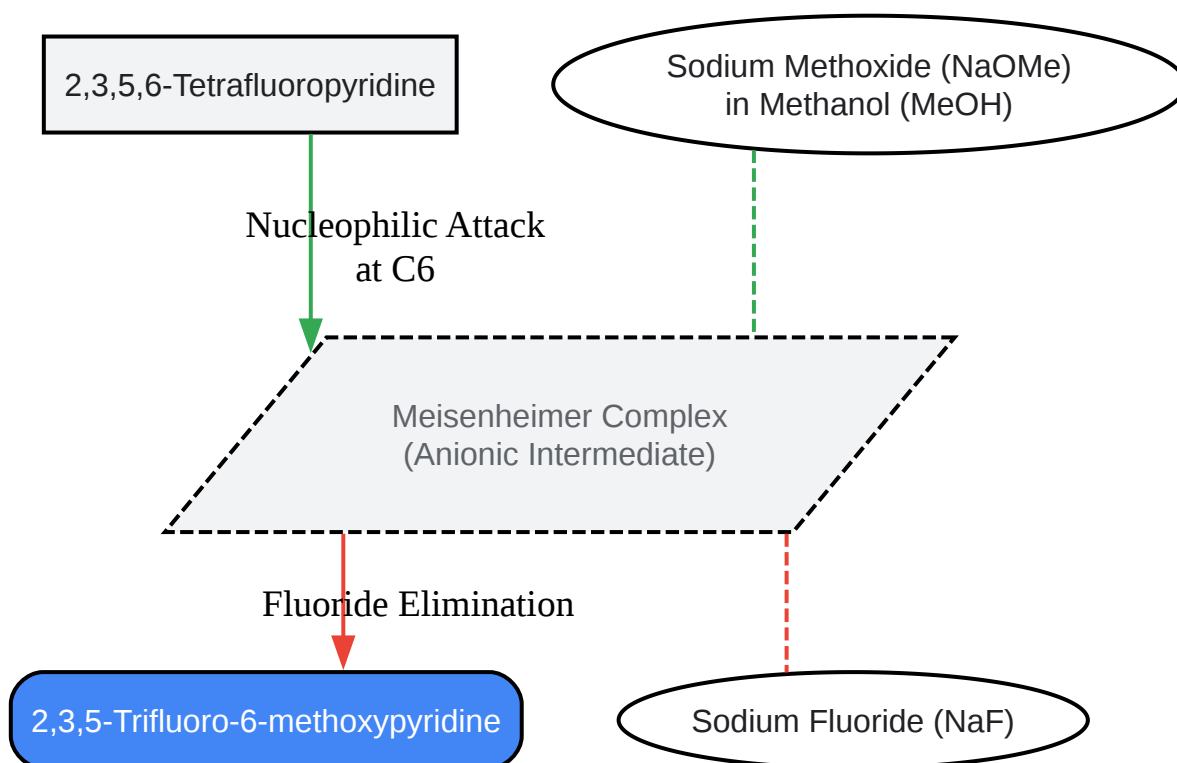 2,3,5,6-Tetrafluoropyridine
Sodium Methoxide (NaOMe)
in Methanol (MeOH)
Nucleophilic Attack
at C6
Meisenheimer Complex
(Anionic Intermediate)
Fluoride Elimination
2,3,5-Trifluoro-6-methoxypyridine
Sodium Fluoride (NaF)